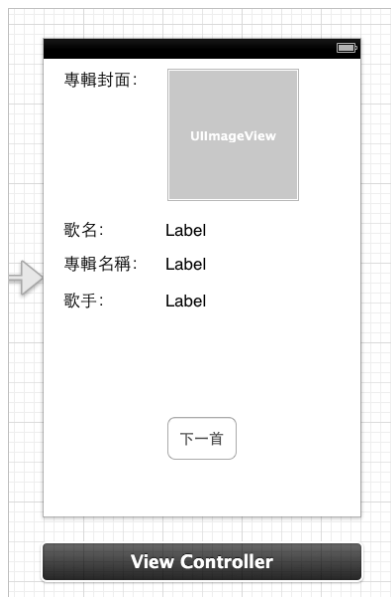 專輯封面：
UIImageView
歌名： Label
專輯名稱： Label
歌手： Label
下一首
View Controller